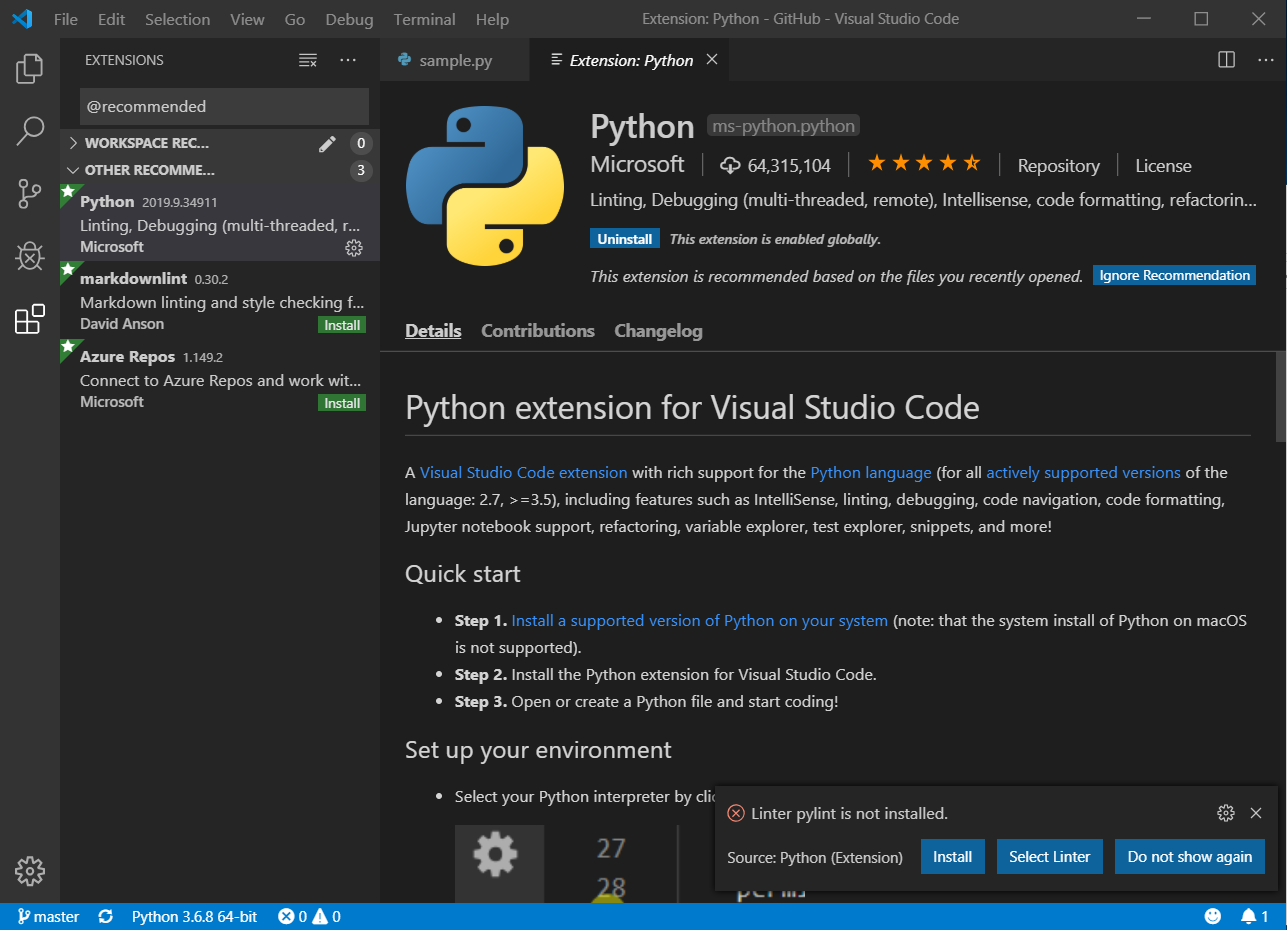 File Edit Selection View Go Debug Terminal Help Extension: Python - GitHub - Visual Studio Code
EXTENSIONS
@recommended
WORKSPACE REC... 0
OTHER RECOMME... 3
Python 2019.9.34911
Linting, Debugging (multi-threaded, r...
Microsoft
markdownlint 0.30.2
Markdown linting and style checking f...
David Anson Install
Azure Repos 1.149.2
Connect to Azure Repos and work wit...
Microsoft Install
sample.py Extension: Python
Python ms-python.python
Microsoft 64,315,104 Repository License
Linting, Debugging (multi-threaded, remote), Intellisense, code formatting, refactorin...
Uninstall This extension is enabled globally.
This extension is recommended based on the files you recently opened. Ignore Recommendation
Details Contributions Changelog
Python extension for Visual Studio Code
A Visual Studio Code extension with rich support for the Python language (for all actively supported versions of the
language: 2.7, >=3.5), including features such as IntelliSense, linting, debugging, code navigation, code formatting,
Jupyter notebook support, refactoring, variable explorer, test explorer, snippets, and more!
Quick start
• Step 1. Install a supported version of Python on your system (note: that the system install of Python on macOS
is not supported).
• Step 2. Install the Python extension for Visual Studio Code.
• Step 3. Open or create a Python file and start coding!
Set up your environment
• Select your Python interpreter by
27
28
Linter pylint is not installed.
Source: Python (Extension) Install Select Linter Do not show again
master Python 3.6.8 64-bit 0 0 1